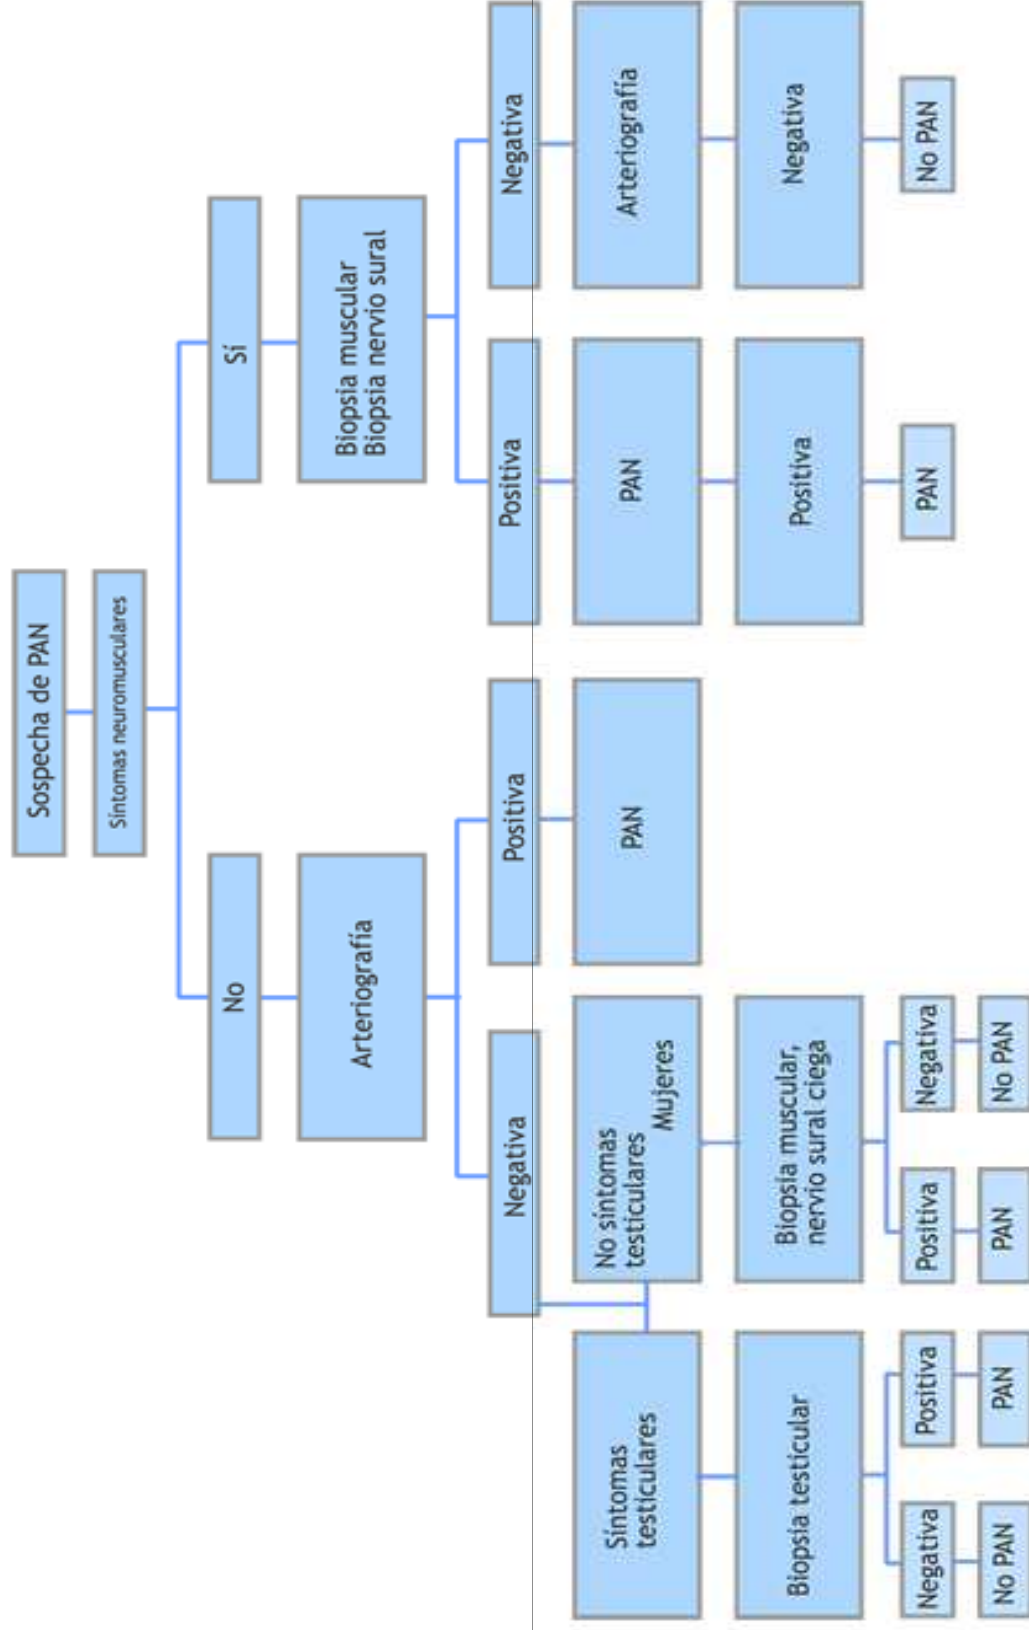 Sospecha de PAN
Síntomas neuromusculares
No
Sí
Arteriografía
Biopsia muscular
Biopsia nervio sural
Negativa
Positiva
Positiva
Negativa
Síntomas
testiculares
No síntomas
testiculares
Mujeres
PAN
PAN
Arteriografía
Biopsia testicular
Biopsia muscular,
nervio sural ciega
Positiva
Negativa
Negativa
Positiva
Positiva
Negativa
PAN
No PAN
No PAN
PAN
PAN
No PAN